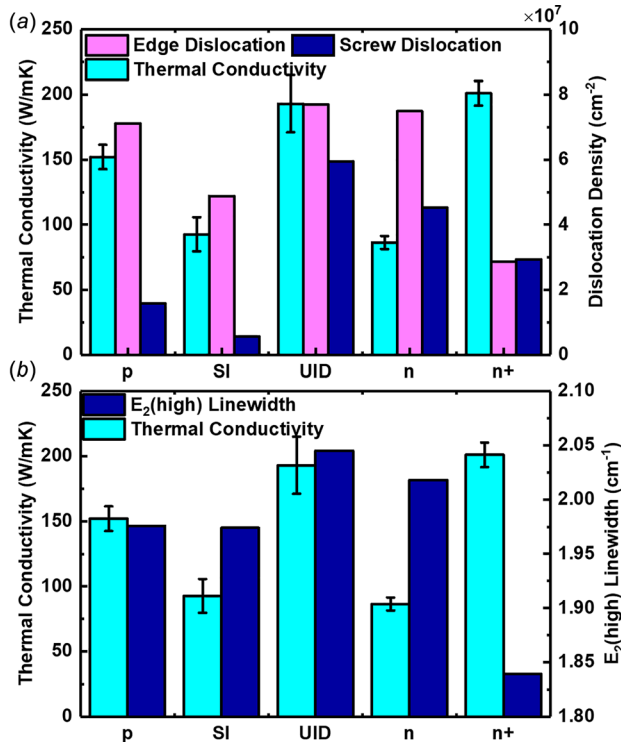 (a)
×10⁷
250
200
150
100
50
0
Thermal Conductivity (W/mK)
Edge Dislocation
Screw Dislocation
Thermal Conductivity
10
8
6
4
2
0
Dislocation Density (cm⁻²)
p
SI
UID
n
n+
(b)
250
200
150
100
50
0
Thermal Conductivity (W/mK)
E₂(high) Linewidth
Thermal Conductivity
2.10
2.05
2.00
1.95
1.90
1.85
1.80
E₂(high) Linewidth (cm⁻¹)
p
SI
UID
n
n+